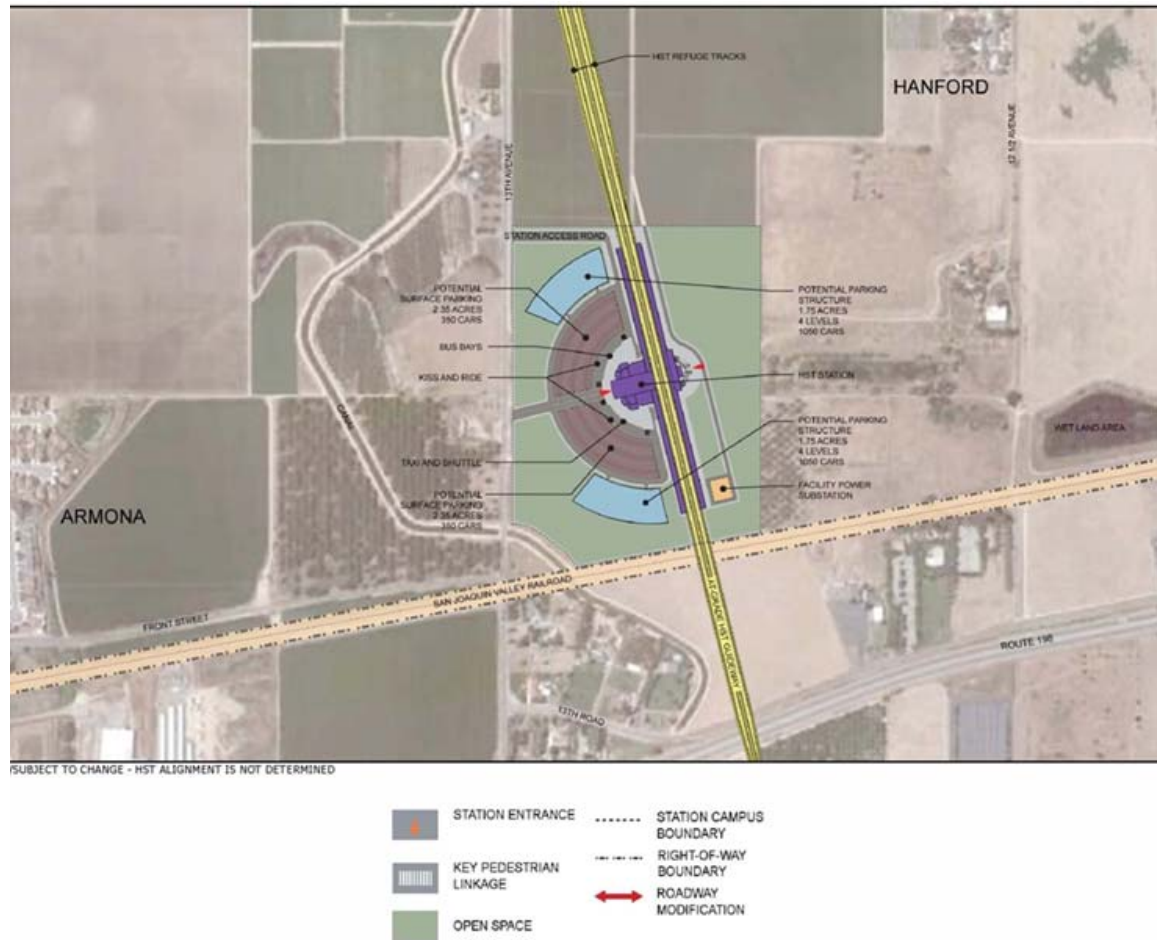 HST REFUGE TRACKS
HANFORD
13TH AVENUE
12 1/2 AVENUE
STATION ACCESS ROAD
POTENTIAL
SURFACE PARKING
2.35 ACRES
350 CARS
BUS BAYS
KISS AND RIDE
CANAL
TAXI AND SHUTTLE
POTENTIAL
SURFACE PARKING
2.35 ACRES
350 CARS
POTENTIAL PARKING
STRUCTURE
1.75 ACRES
4 LEVELS
1050 CARS
HST STATION
POTENTIAL PARKING
STRUCTURE
1.75 ACRES
4 LEVELS
1050 CARS
WET LAND AREA
FACILITY POWER
SUBSTATION
ARMONA
FRONT STREET
SAN JOAQUIN VALLEY RAILROAD
AT GRADE HST GUIDEWAY
ROUTE 198
13TH ROAD
/SUBJECT TO CHANGE - HST ALIGNMENT IS NOT DETERMINED
STATION ENTRANCE
KEY PEDESTRIAN
LINKAGE
OPEN SPACE
STATION CAMPUS
BOUNDARY
RIGHT-OF-WAY
BOUNDARY
ROADWAY
MODIFICATION